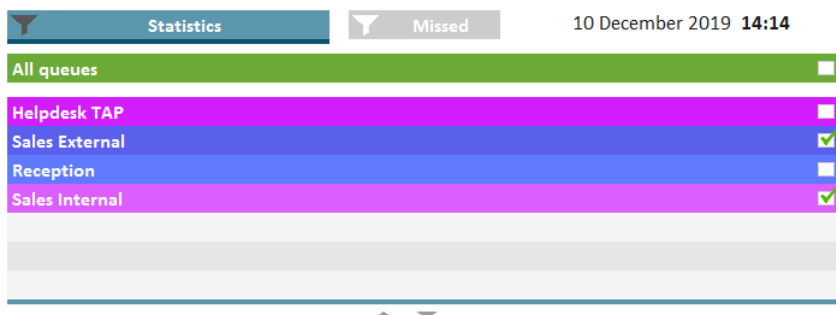 Statistics Missed 10 December 2019 14:14
All queues
Helpdesk TAP
Sales External
Reception
Sales Internal